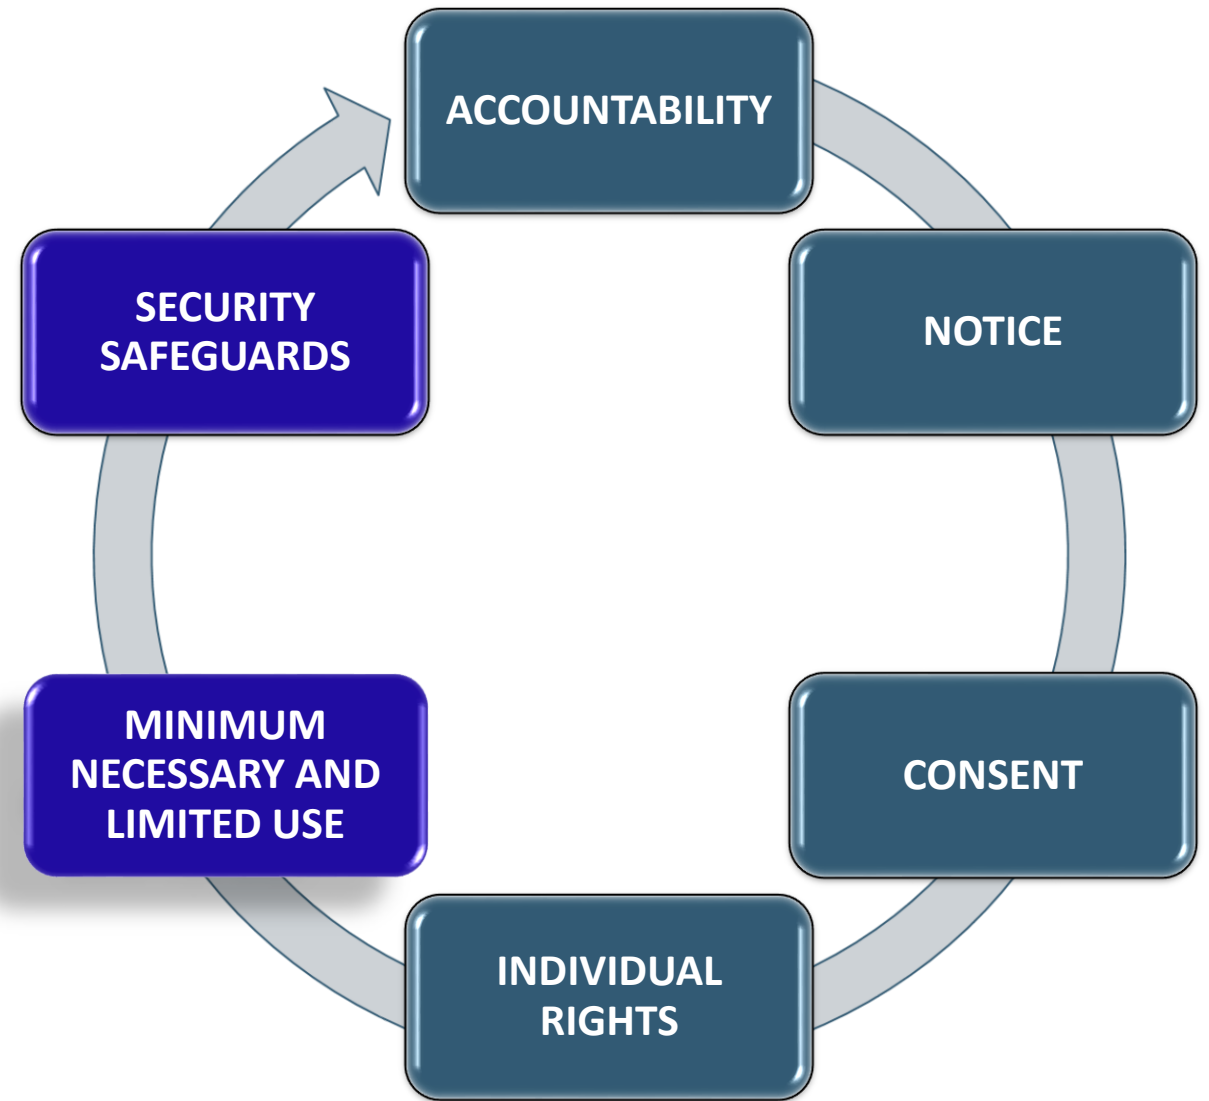 ACCOUNTABILITY
NOTICE
CONSENT
INDIVIDUAL
RIGHTS
MINIMUM
NECESSARY AND
LIMITED USE
SECURITY
SAFEGUARDS